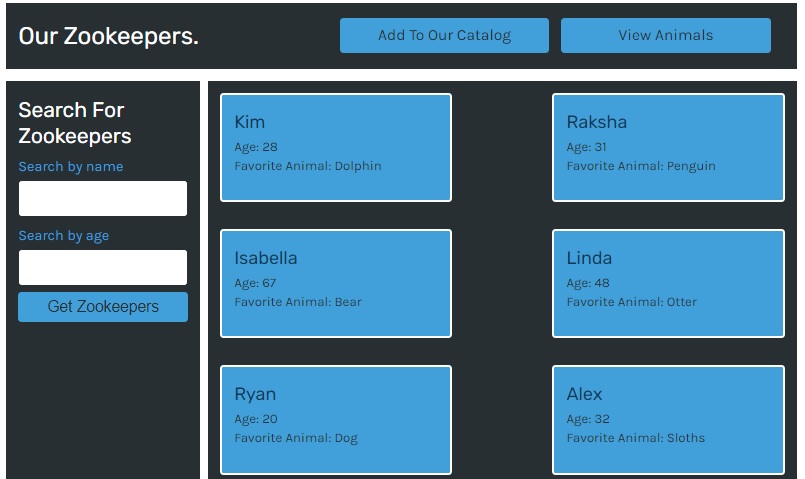 Our Zookeepers.
Add To Our Catalog
View Animals
Search For
Zookeepers
Search by name
Search by age
Get Zookeepers
Kim
Age: 28
Favorite Animal: Dolphin
Raksha
Age: 31
Favorite Animal: Penguin
Isabella
Age: 67
Favorite Animal: Bear
Linda
Age: 48
Favorite Animal: Otter
Ryan
Age: 20
Favorite Animal: Dog
Alex
Age: 32
Favorite Animal: Sloths